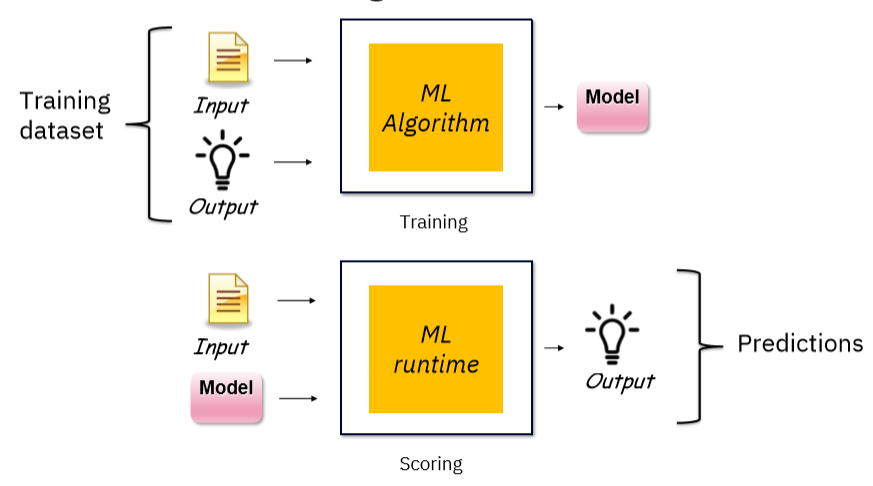 Training
dataset
Input
Output
ML
Algorithm
Model
Training
Input
Model
ML
runtime
Output
Predictions
Scoring